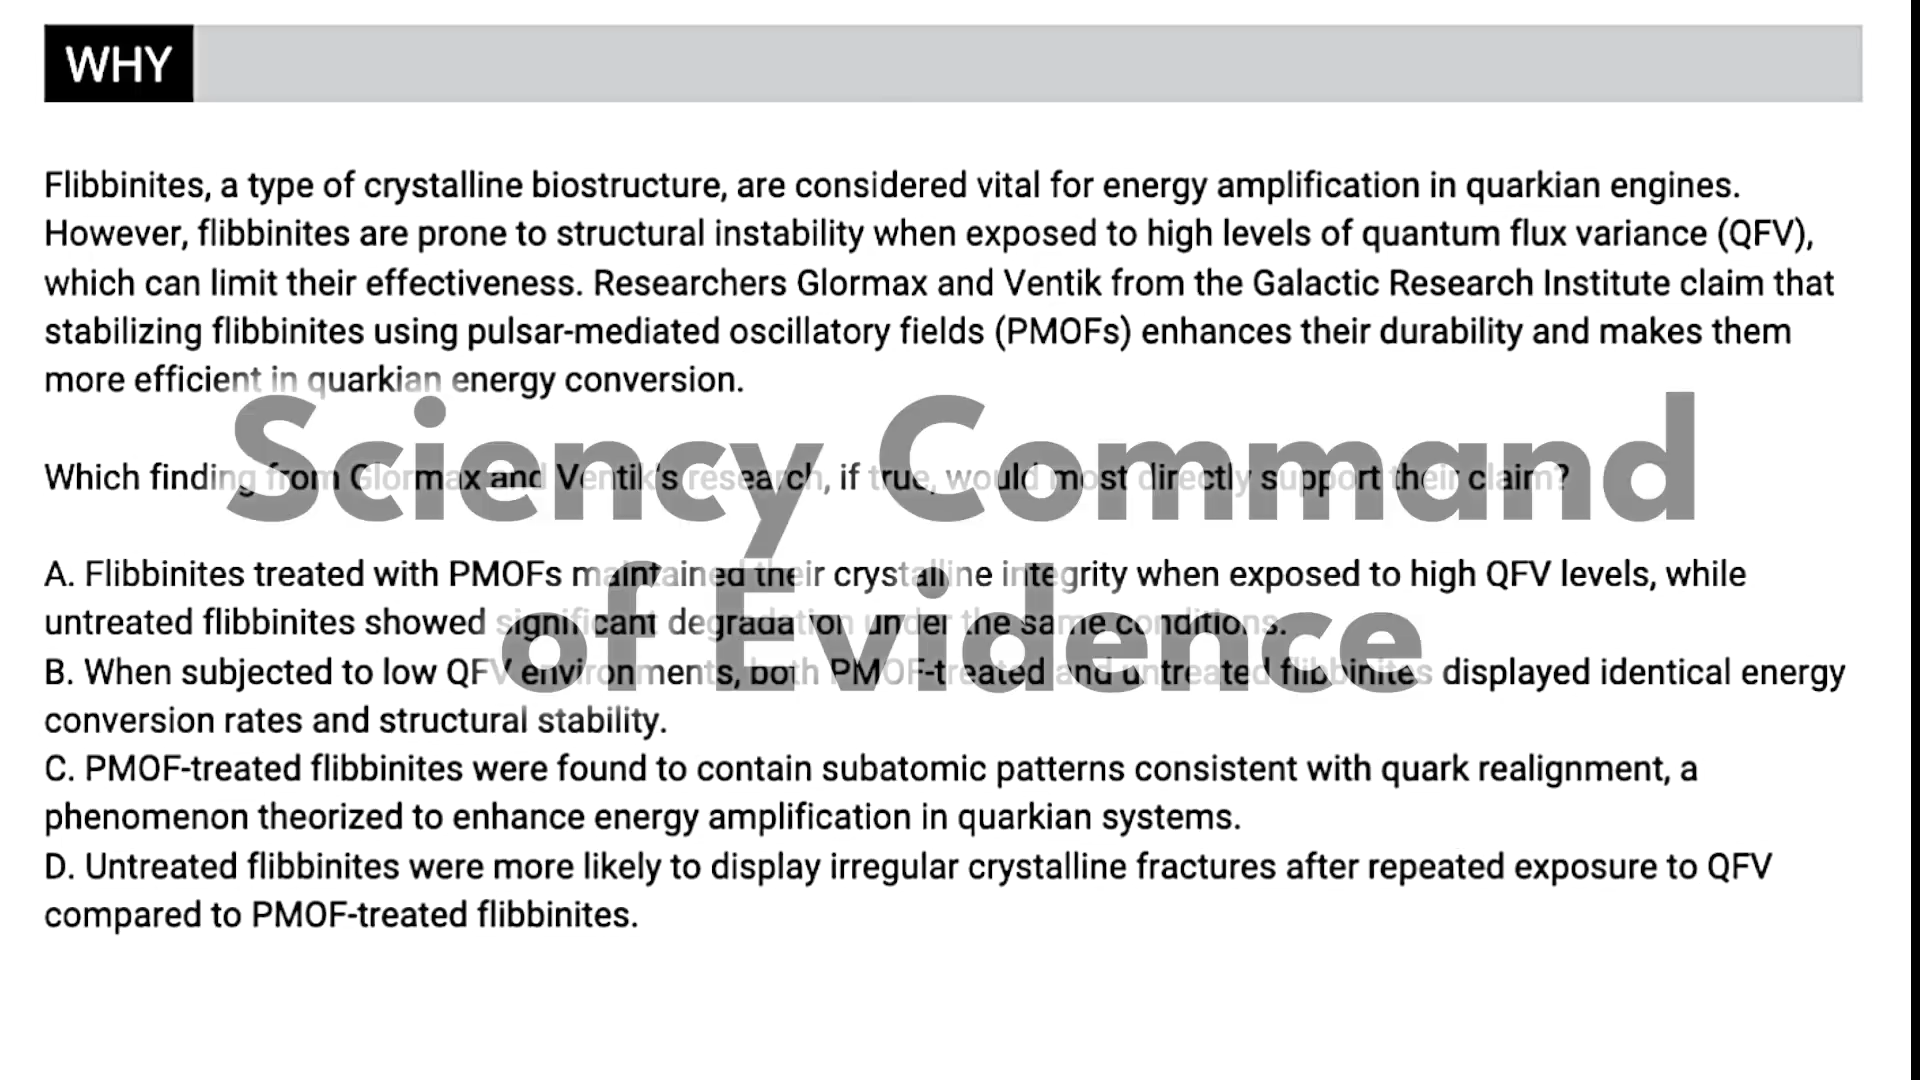 WHY
Flibbinites, a type of crystalline biostructure, are considered vital for energy amplification in quarkian engines.
However, flibbinites are prone to structural instability when exposed to high levels of quantum flux variance (QFV),
which can limit their effectiveness. Researchers Glormax and Ventik from the Galactic Research Institute claim that
stabilizing flibbinites using pulsar-mediated oscillatory fields (PMOFs) enhances their durability and makes them
more efficient in quarkian energy conversion.
Sciency Command
of Evidence
Which finding from Glormax and Ventik's research, if true, would most directly support their claim?
A. Flibbinites treated with PMOFs maintained their crystalline integrity when exposed to high QFV levels, while
untreated flibbinites showed significant degradation under the same conditions.
B. When subjected to low QFV environments, both PMOF-treated and untreated flibbinites displayed identical energy
conversion rates and structural stability.
C. PMOF-treated flibbinites were found to contain subatomic patterns consistent with quark realignment, a
phenomenon theorized to enhance energy amplification in quarkian systems.
D. Untreated flibbinites were more likely to display irregular crystalline fractures after repeated exposure to QFV
compared to PMOF-treated flibbinites.